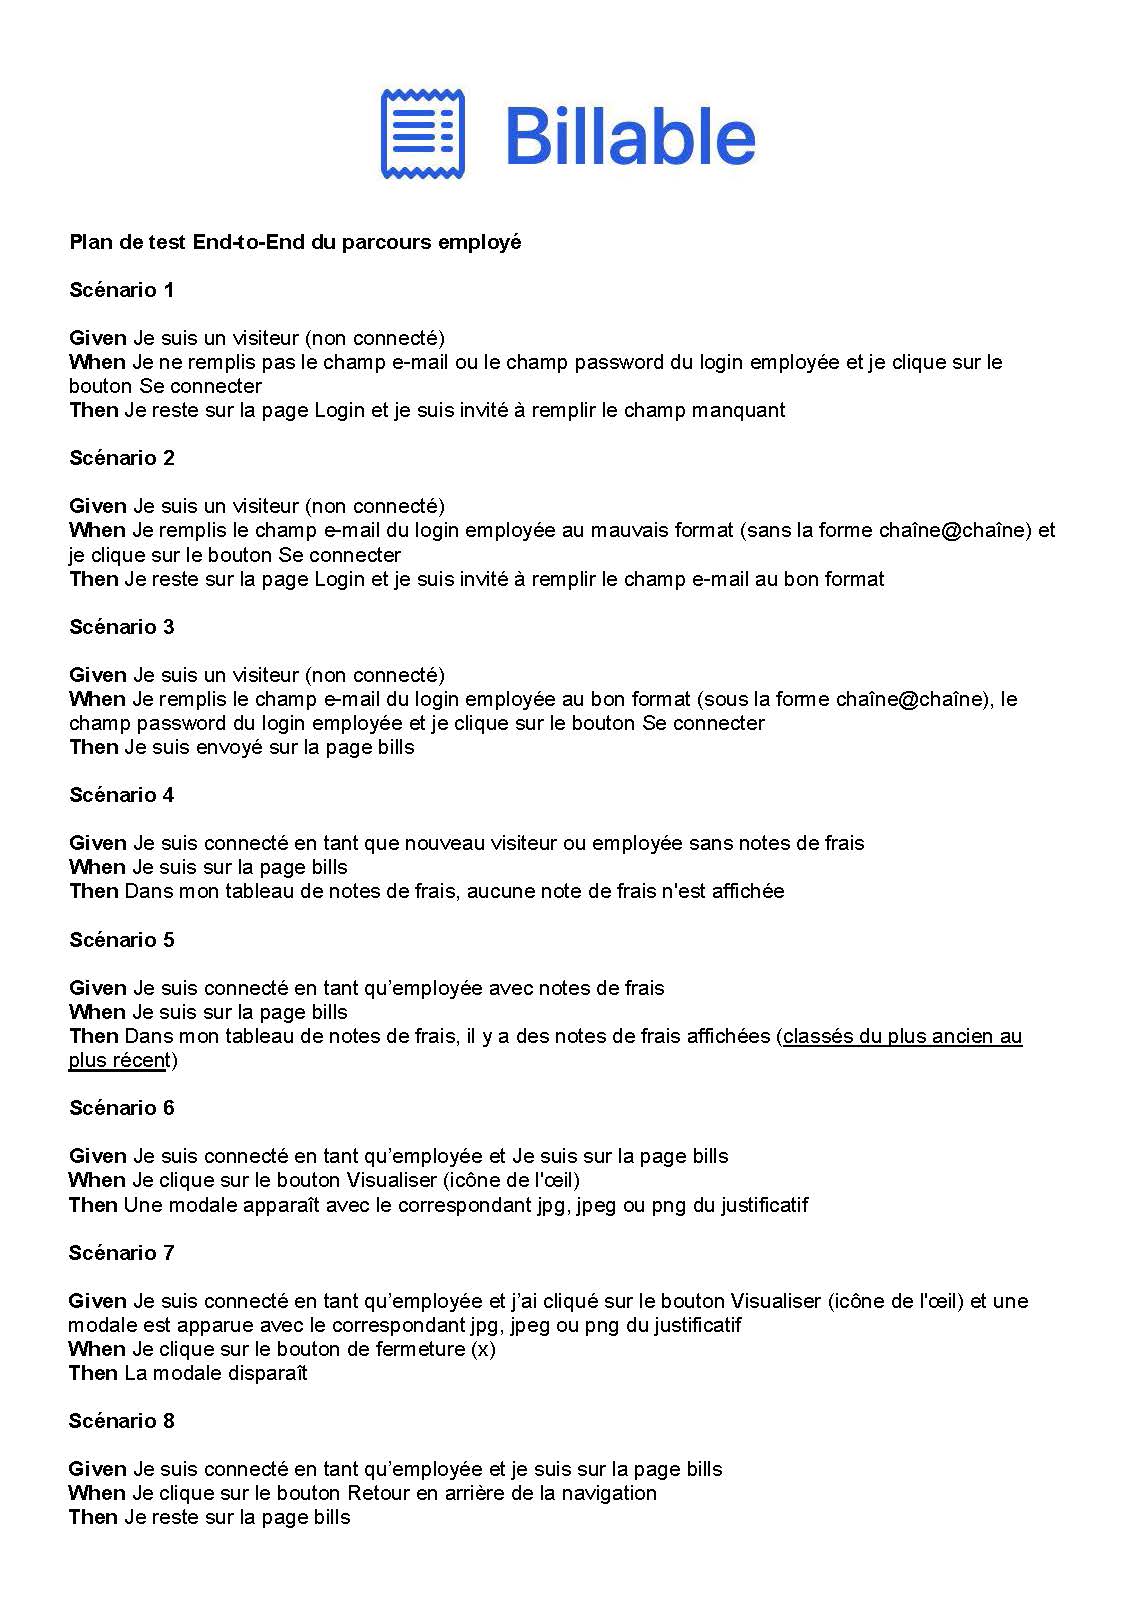 Billable
Plan de test End-to-End du parcours employé
Scénario 1
Given Je suis un visiteur (non connecté)
When Je ne remplis pas le champ e-mail ou le champ password du login employée et je clique sur le
bouton Se connecter
Then Je reste sur la page Login et je suis invité à remplir le champ manquant
Scénario 2
Given Je suis un visiteur (non connecté)
When Je remplis le champ e-mail du login employée au mauvais format (sans la forme chaîne@chaîne) et
je clique sur le bouton Se connecter
Then Je reste sur la page Login et je suis invité à remplir le champ e-mail au bon format
Scénario 3
Given Je suis un visiteur (non connecté)
When Je remplis le champ e-mail du login employée au bon format (sous la forme chaîne@chaîne), le
champ password du login employée et je clique sur le bouton Se connecter
Then Je suis envoyé sur la page bills
Scénario 4
Given Je suis connecté en tant que nouveau visiteur ou employée sans notes de frais
When Je suis sur la page bills
Then Dans mon tableau de notes de frais, aucune note de frais n'est affichée
Scénario 5
Given Je suis connecté en tant qu’employée avec notes de frais
When Je suis sur la page bills
Then Dans mon tableau de notes de frais, il y a des notes de frais affichées (classés du plus ancien au
plus récent)
Scénario 6
Given Je suis connecté en tant qu’employée et Je suis sur la page bills
When Je clique sur le bouton Visualiser (icône de l'œil)
Then Une modale apparaît avec le correspondant jpg, jpeg ou png du justificatif
Scénario 7
Given Je suis connecté en tant qu’employée et j’ai cliqué sur le bouton Visualiser (icône de l'œil) et une
modale est apparue avec le correspondant jpg, jpeg ou png du justificatif
When Je clique sur le bouton de fermeture (x)
Then La modale disparaît
Scénario 8
Given Je suis connecté en tant qu’employée et je suis sur la page bills
When Je clique sur le bouton Retour en arrière de la navigation
Then Je reste sur la page bills